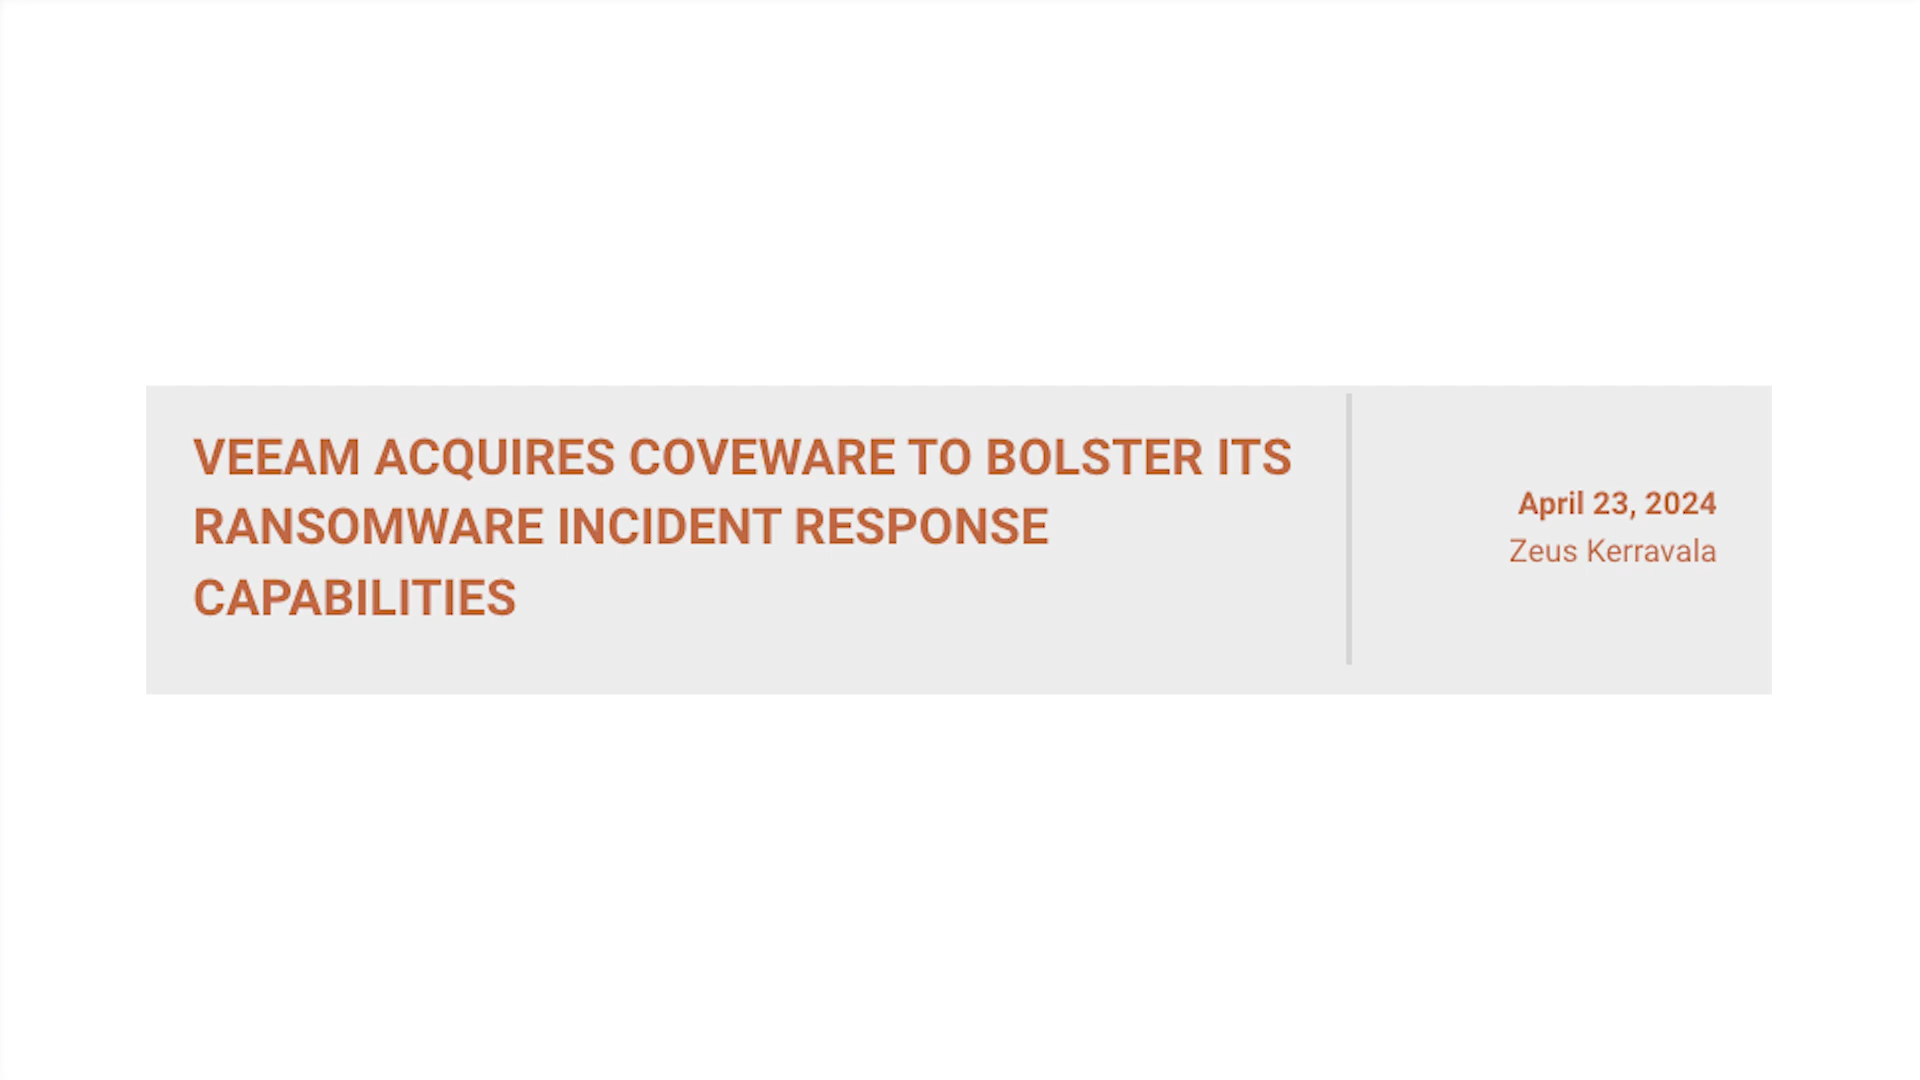 VEEAM ACQUIRES COVEWARE TO BOLSTER ITS
RANSOMWARE INCIDENT RESPONSE
CAPABILITIES
April 23, 2024
Zeus Kerravala